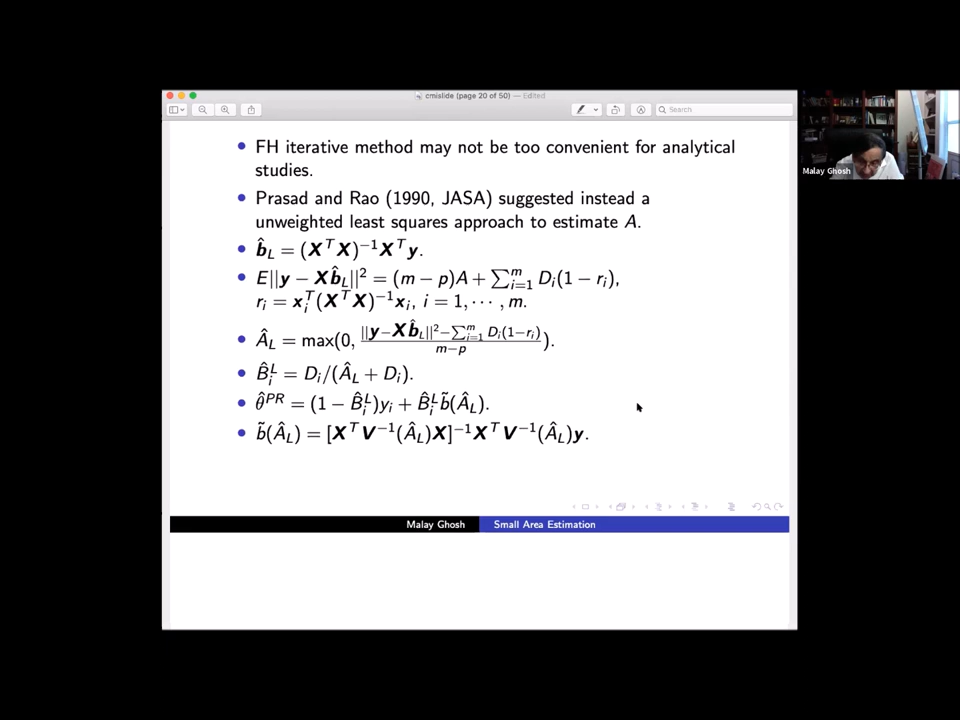 cmislide (page 20 of 50) — Edited
Search
• FH iterative method may not be too convenient for analytical
studies.
• Prasad and Rao (1990, JASA) suggested instead a
unweighted least squares approach to estimate A.
• b̂_L = (X^T X)^{−1} X^T y.
• E||y − Xb̂_L||² = (m − p)A + ∑_{i=1}^m D_i(1 − r_i),
r_i = x_i^T (X^T X)^{−1} x_i, i = 1, ⋯ , m.
• Â_L = max(0, (||y−Xb̂_L||²−∑_{i=1}^m D_i(1−r_i))/(m−p)).
• B̂_i^L = D_i/(Â_L + D_i).
• θ̂^{PR} = (1 − B̂_i^L)y_i + B̂_i^L b̃(Â_L).
• b̃(Â_L) = [X^T V^{−1}(Â_L)X]^{−1} X^T V^{−1}(Â_L)y.
Malay Ghosh Small Area Estimation
Malay Ghosh